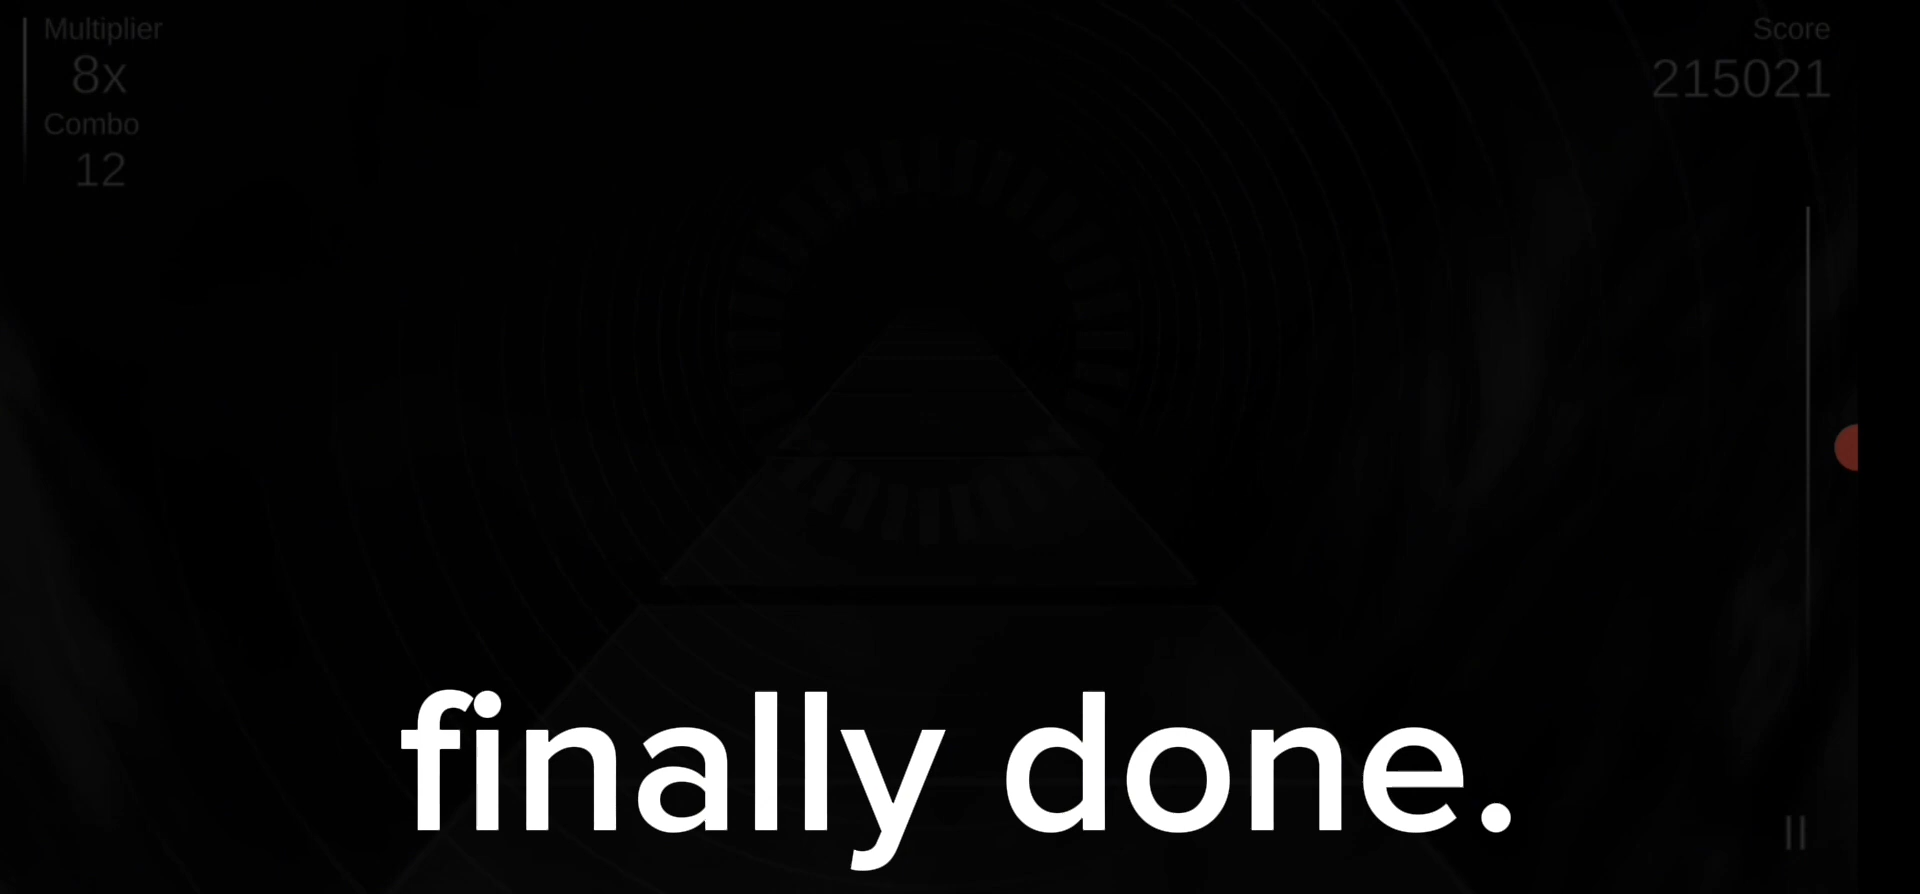 Multiplier
8x
Combo
12
Score
215021
finally done.